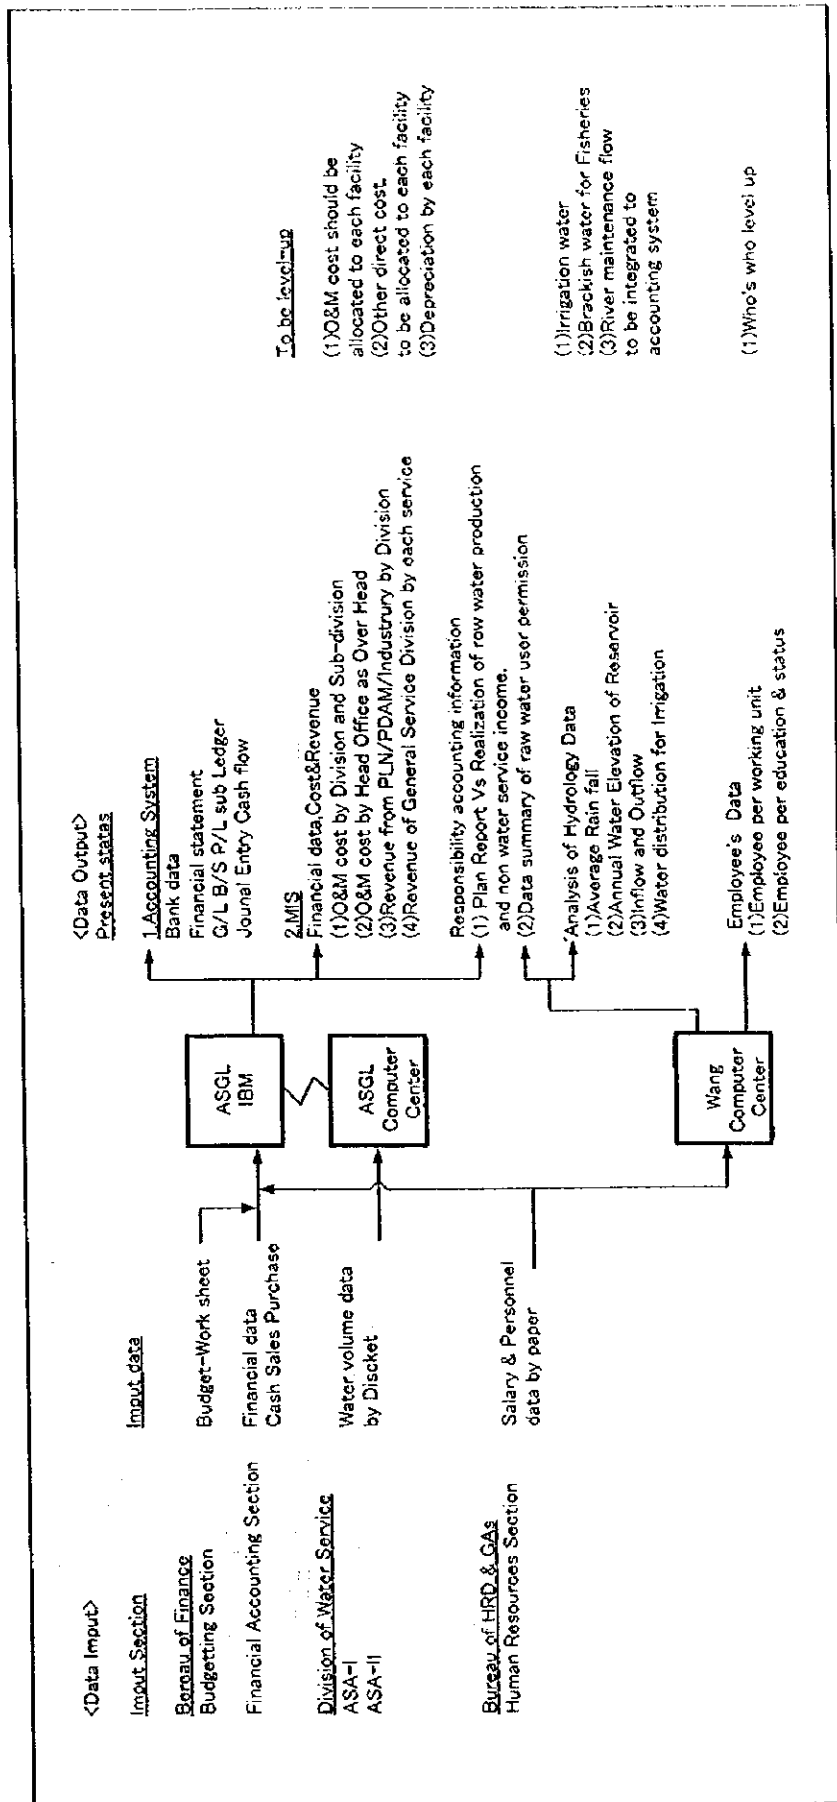 <Data Input>
Imput Section
Imput data
Bereau of Finance
Budgetting Section
Budget-Work sheet
Financial Accounting Section
Financial data
Cash Sales Purchase
Division of Water Service
ASA-I
ASA-II
Water volume data
by Discket
Bureau of HRD & GAs
Human Resources Section
Salary & Personnel
data by paper
ASGL
IBM
ASGL
Computer
Center
Wang
Computer
Center
<Data Output>
Present statas
1.Accounting System
Bank data
Financial statement
G/L B/S P/L sub Ledger
Jounal Entry Cash flow
2.MIS
Financial data,Cost&Revenue
(1)O&M cost by Division and Sub-division
(2)O&M cost by Head Office as Over Head
(3)Revenue from PLN/PDAM/Industrury by Division
(4)Revenue of General Service Division by each service
Responsibility accounting information
(1) Plan Report Vs Realization of row water production
and non water service income.
(2)Data summary of raw water user permission
Analysis of Hydrology Data
(1)Average Rain fall
(2)Annual Water Elevation of Reservoir
(3)Inflow and Outflow
(4)Water distribution for Irrigation
Employee's Data
(1)Employee per working unit
(2)Employee per education & status
To be level-up
(1)O&M cost should be
allocated to each facility
(2)Other direct cost.
to be allocated to each facility
(3)Depreciation by each facility
(1)Irrigation water
(2)Brackish water for Fisheries
(3)River maintenance flow
to be integrated to
accounting system
(1)Who's who level up